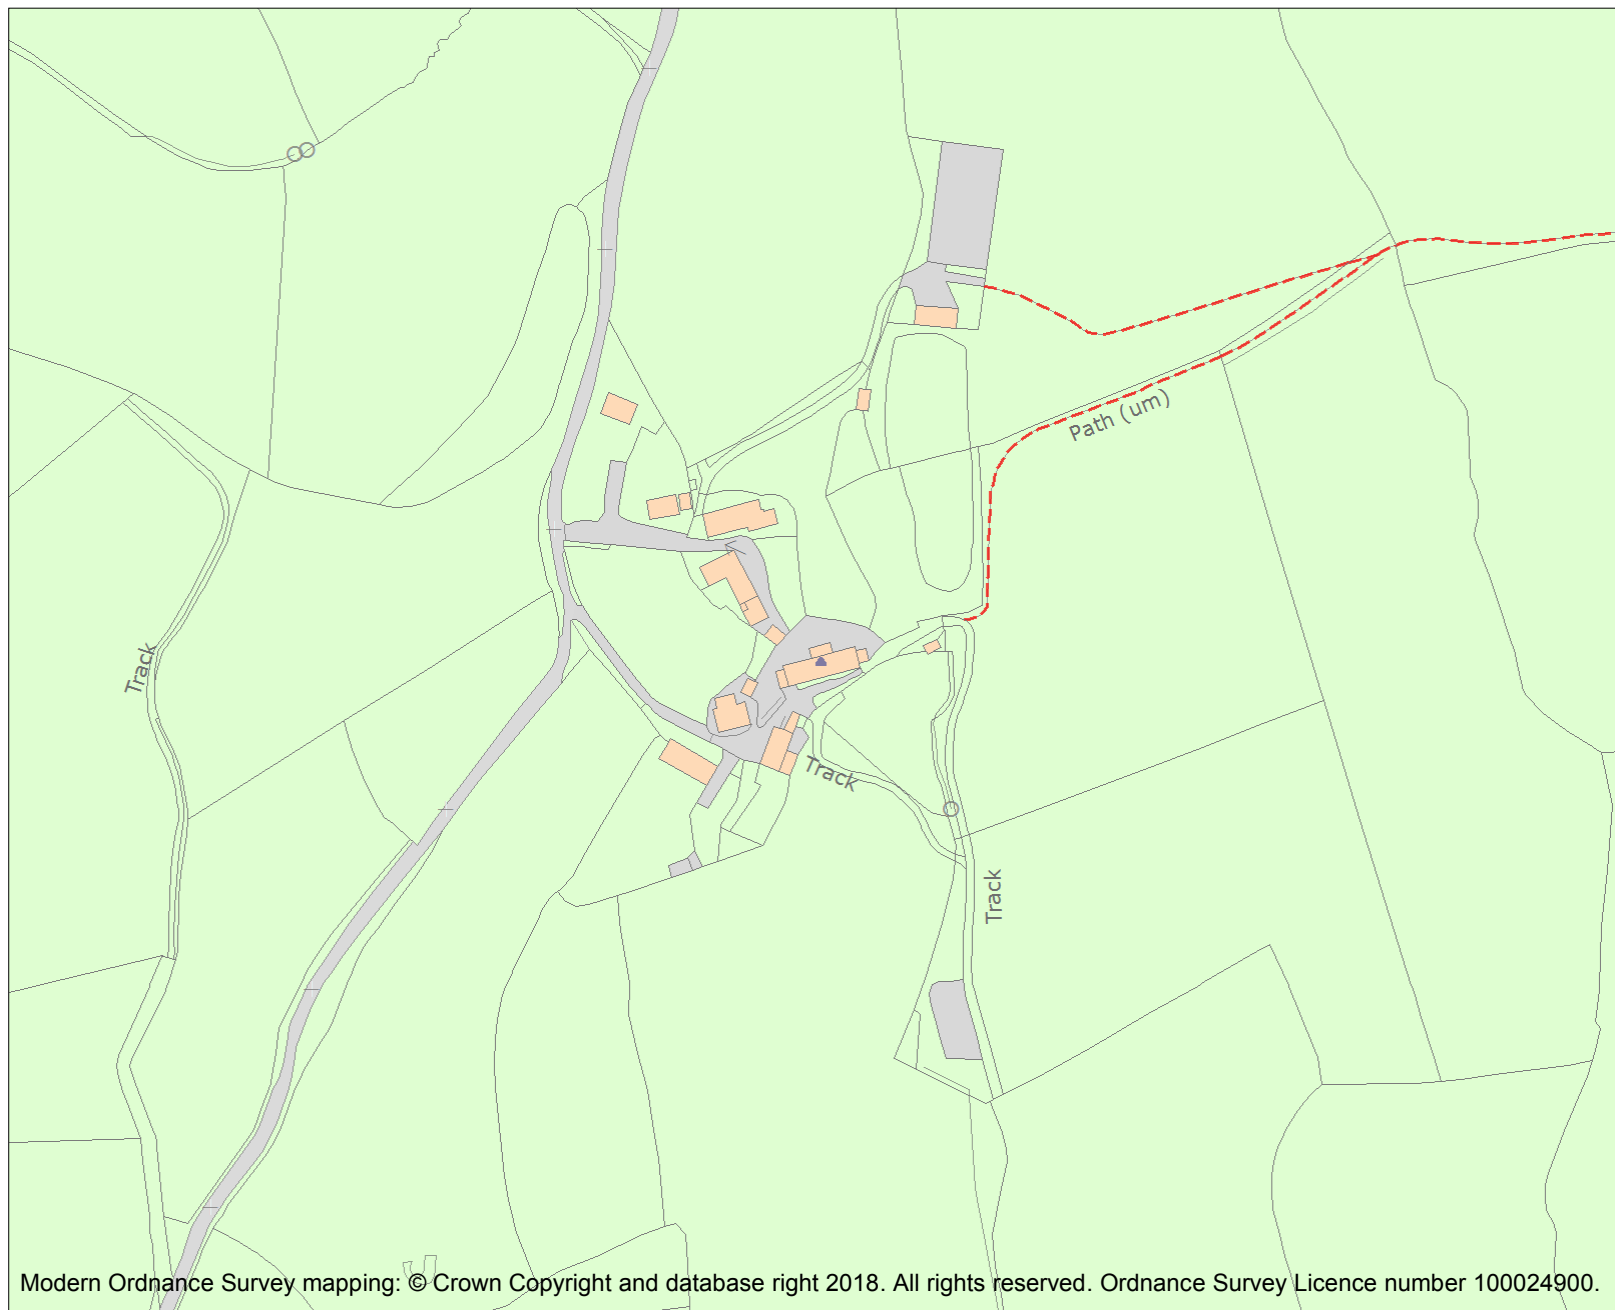 Path (um)
Track
Track
Track
Modern Ordnance Survey mapping: © Crown Copyright and database right 2018. All rights reserved. Ordnance Survey Licence number 100024900.